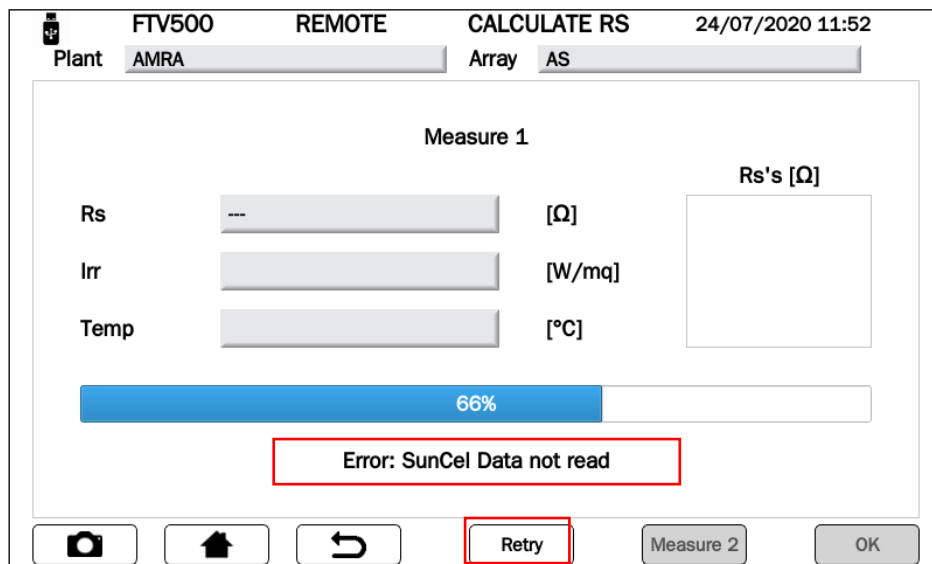 FTV500 REMOTE CALCULATE RS 24/07/2020 11:52
Plant AMRA Array AS
Measure 1
Rs's [Ω]
Rs --- [Ω]
Irr [W/mq]
Temp [°C]
66%
Error: SunCel Data not read
Retry Measure 2 OK